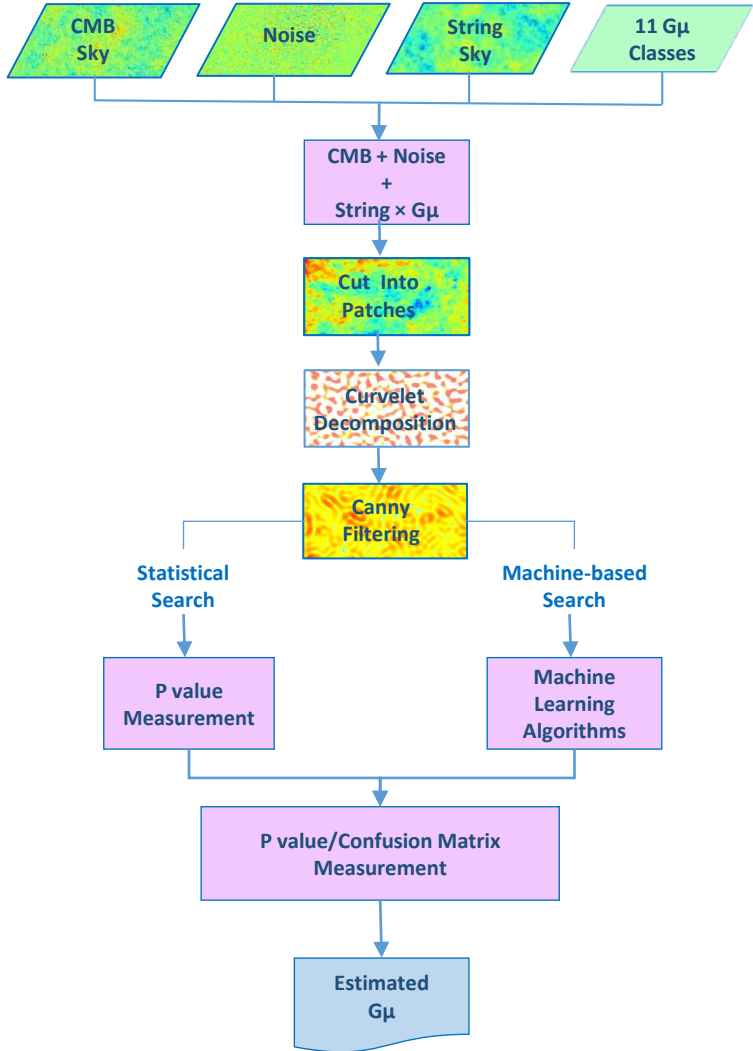 CMB
Sky
Noise
String
Sky
11 Gμ
Classes
CMB + Noise
+
String × Gμ
Cut Into
Patches
Curvelet
Decomposition
Canny
Filtering
Statistical
Search
Machine-based
Search
P value
Measurement
Machine
Learning
Algorithms
P value/Confusion Matrix
Measurement
Estimated
Gμ